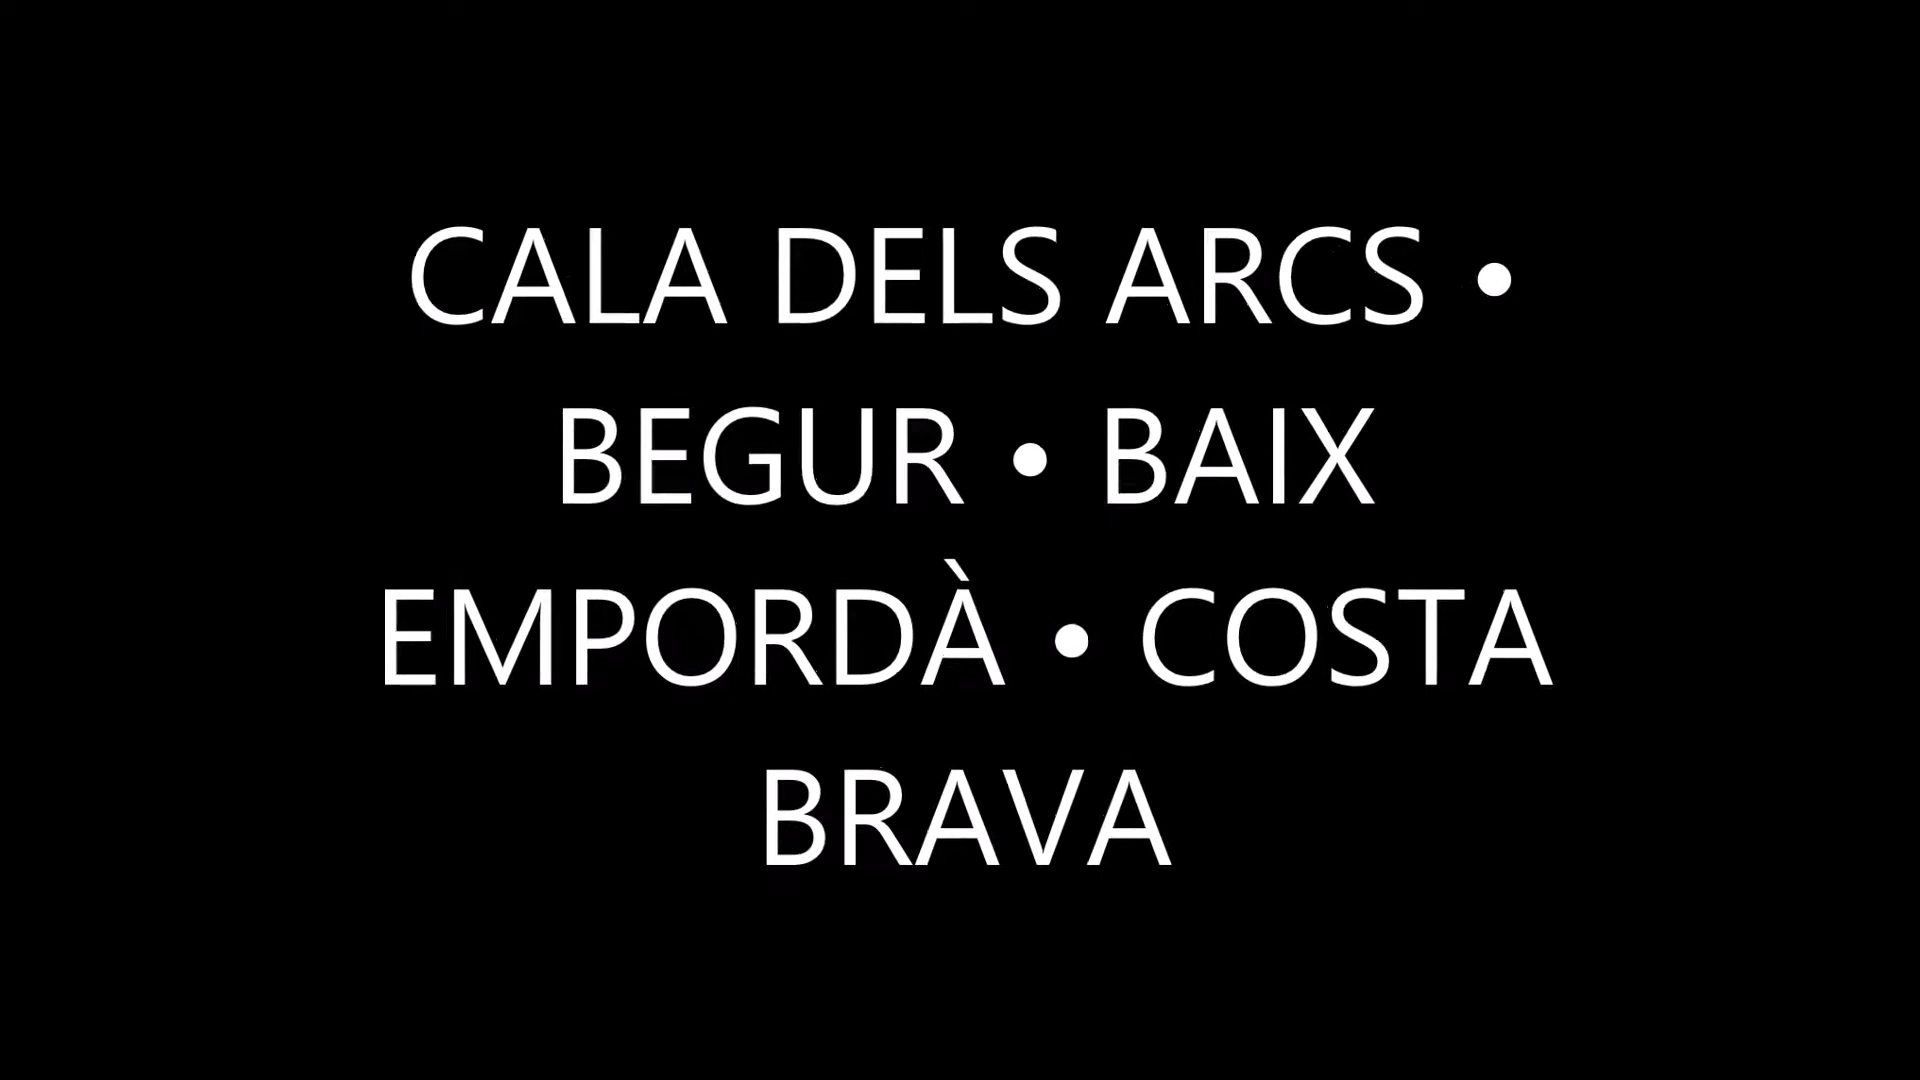 CALA DELS ARCS •
BEGUR • BAIX
EMPORDÀ • COSTA
BRAVA